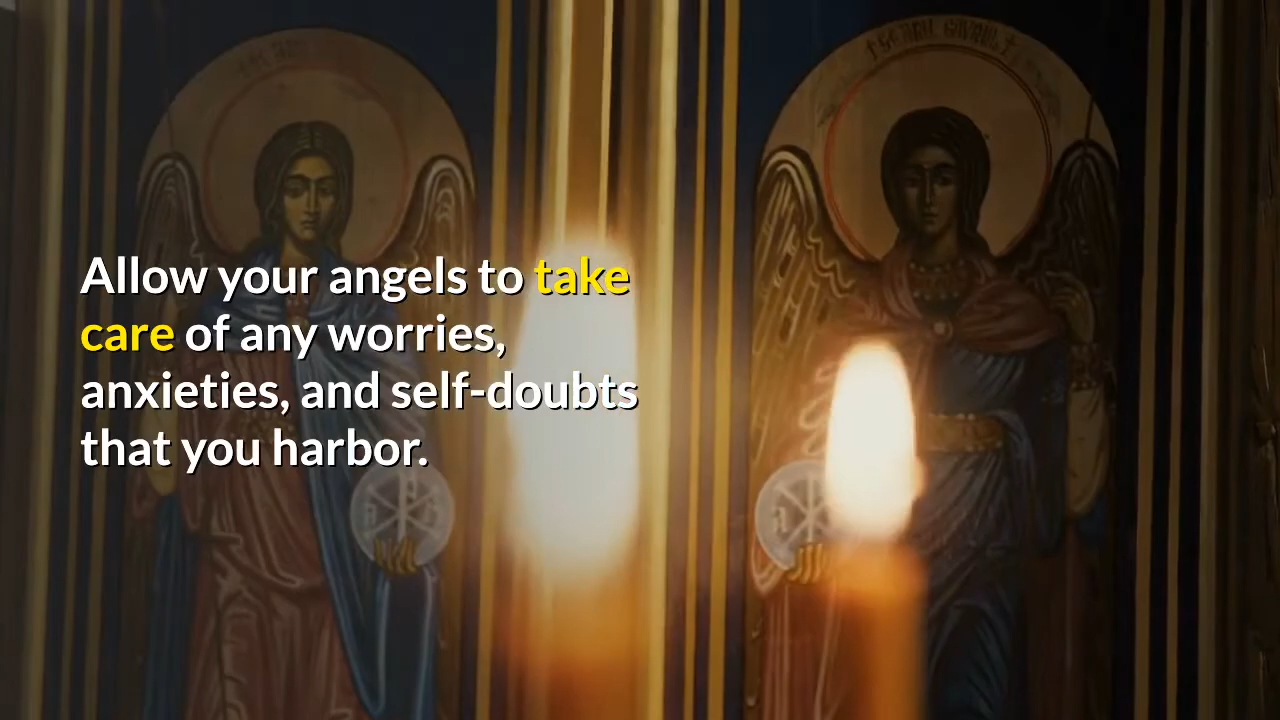 Allow your angels to take
care of any worries,
anxieties, and self-doubts
that you harbor.